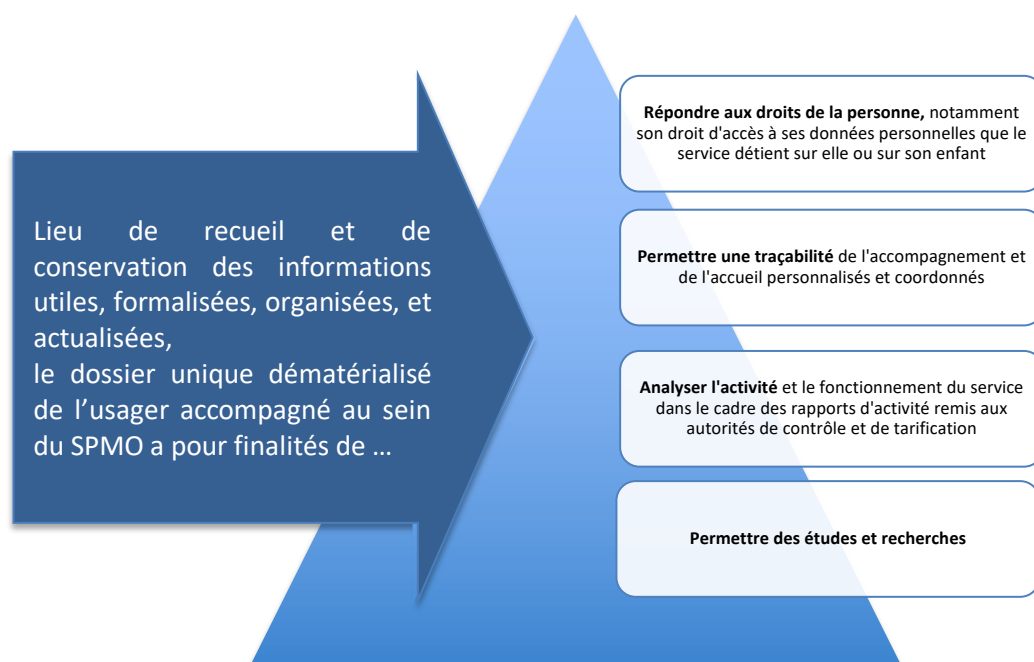 Lieu de recueil et de
conservation des informations
utiles, formalisées, organisées, et
actualisées,
le dossier unique dématérialisé
de l'usager accompagné au sein
du SPMO a pour finalités de …
Répondre aux droits de la personne, notamment
son droit d'accès à ses données personnelles que le
service détient sur elle ou sur son enfant
Permettre une traçabilité de l'accompagnement et
de l'accueil personnalisés et coordonnés
Analyser l'activité et le fonctionnement du service
dans le cadre des rapports d'activité remis aux
autorités de contrôle et de tarification
Permettre des études et recherches